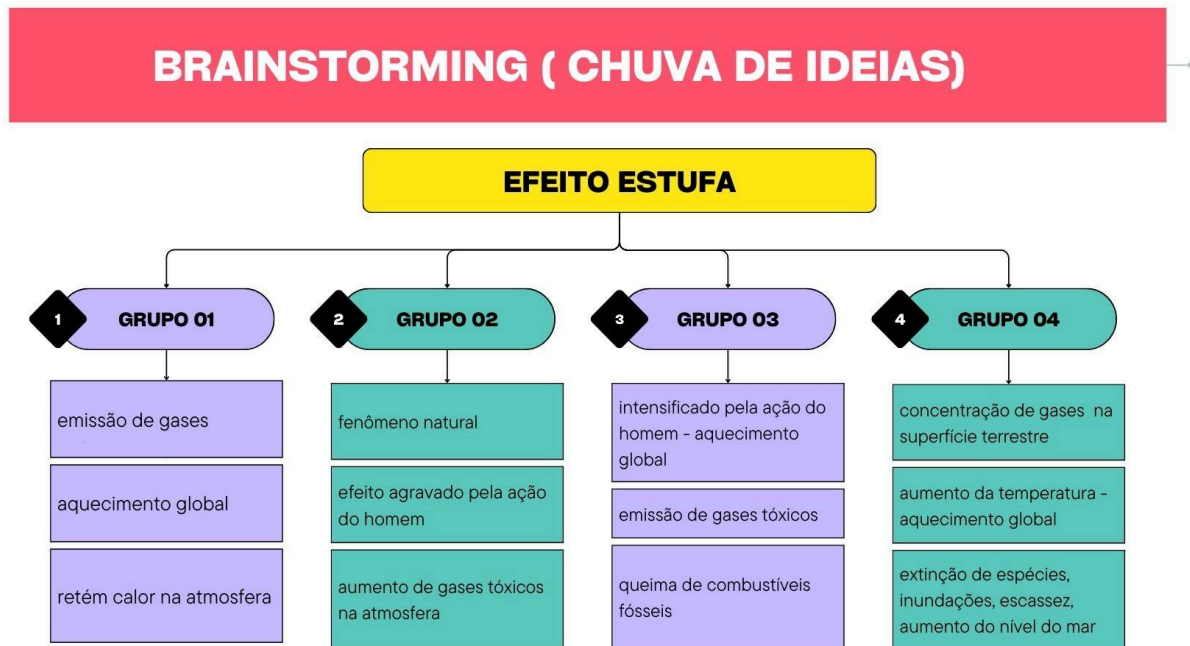 BRAINSTORMING ( CHUVA DE IDEIAS)
EFEITO ESTUFA
1
GRUPO 01
emissão de gases
aquecimento global
retém calor na atmosfera
2
GRUPO 02
fenômeno natural
efeito agravado pela ação
do homem
aumento de gases tóxicos
na atmosfera
3
GRUPO 03
intensificado pela ação do
homem - aquecimento
global
emissão de gases tóxicos
queima de combustíveis
fósseis
4
GRUPO 04
concentração de gases  na
superfície terrestre
aumento da temperatura -
aquecimento global
extinção de espécies,
inundações, escassez,
aumento do nível do mar